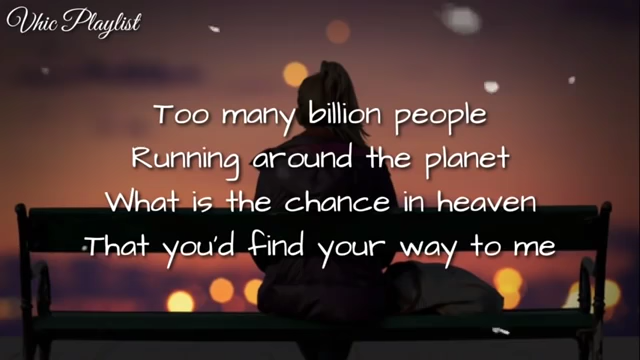 Vhic Playlist
Too many billion people
Running around the planet
What is the chance in heaven
That you'd find your way to me